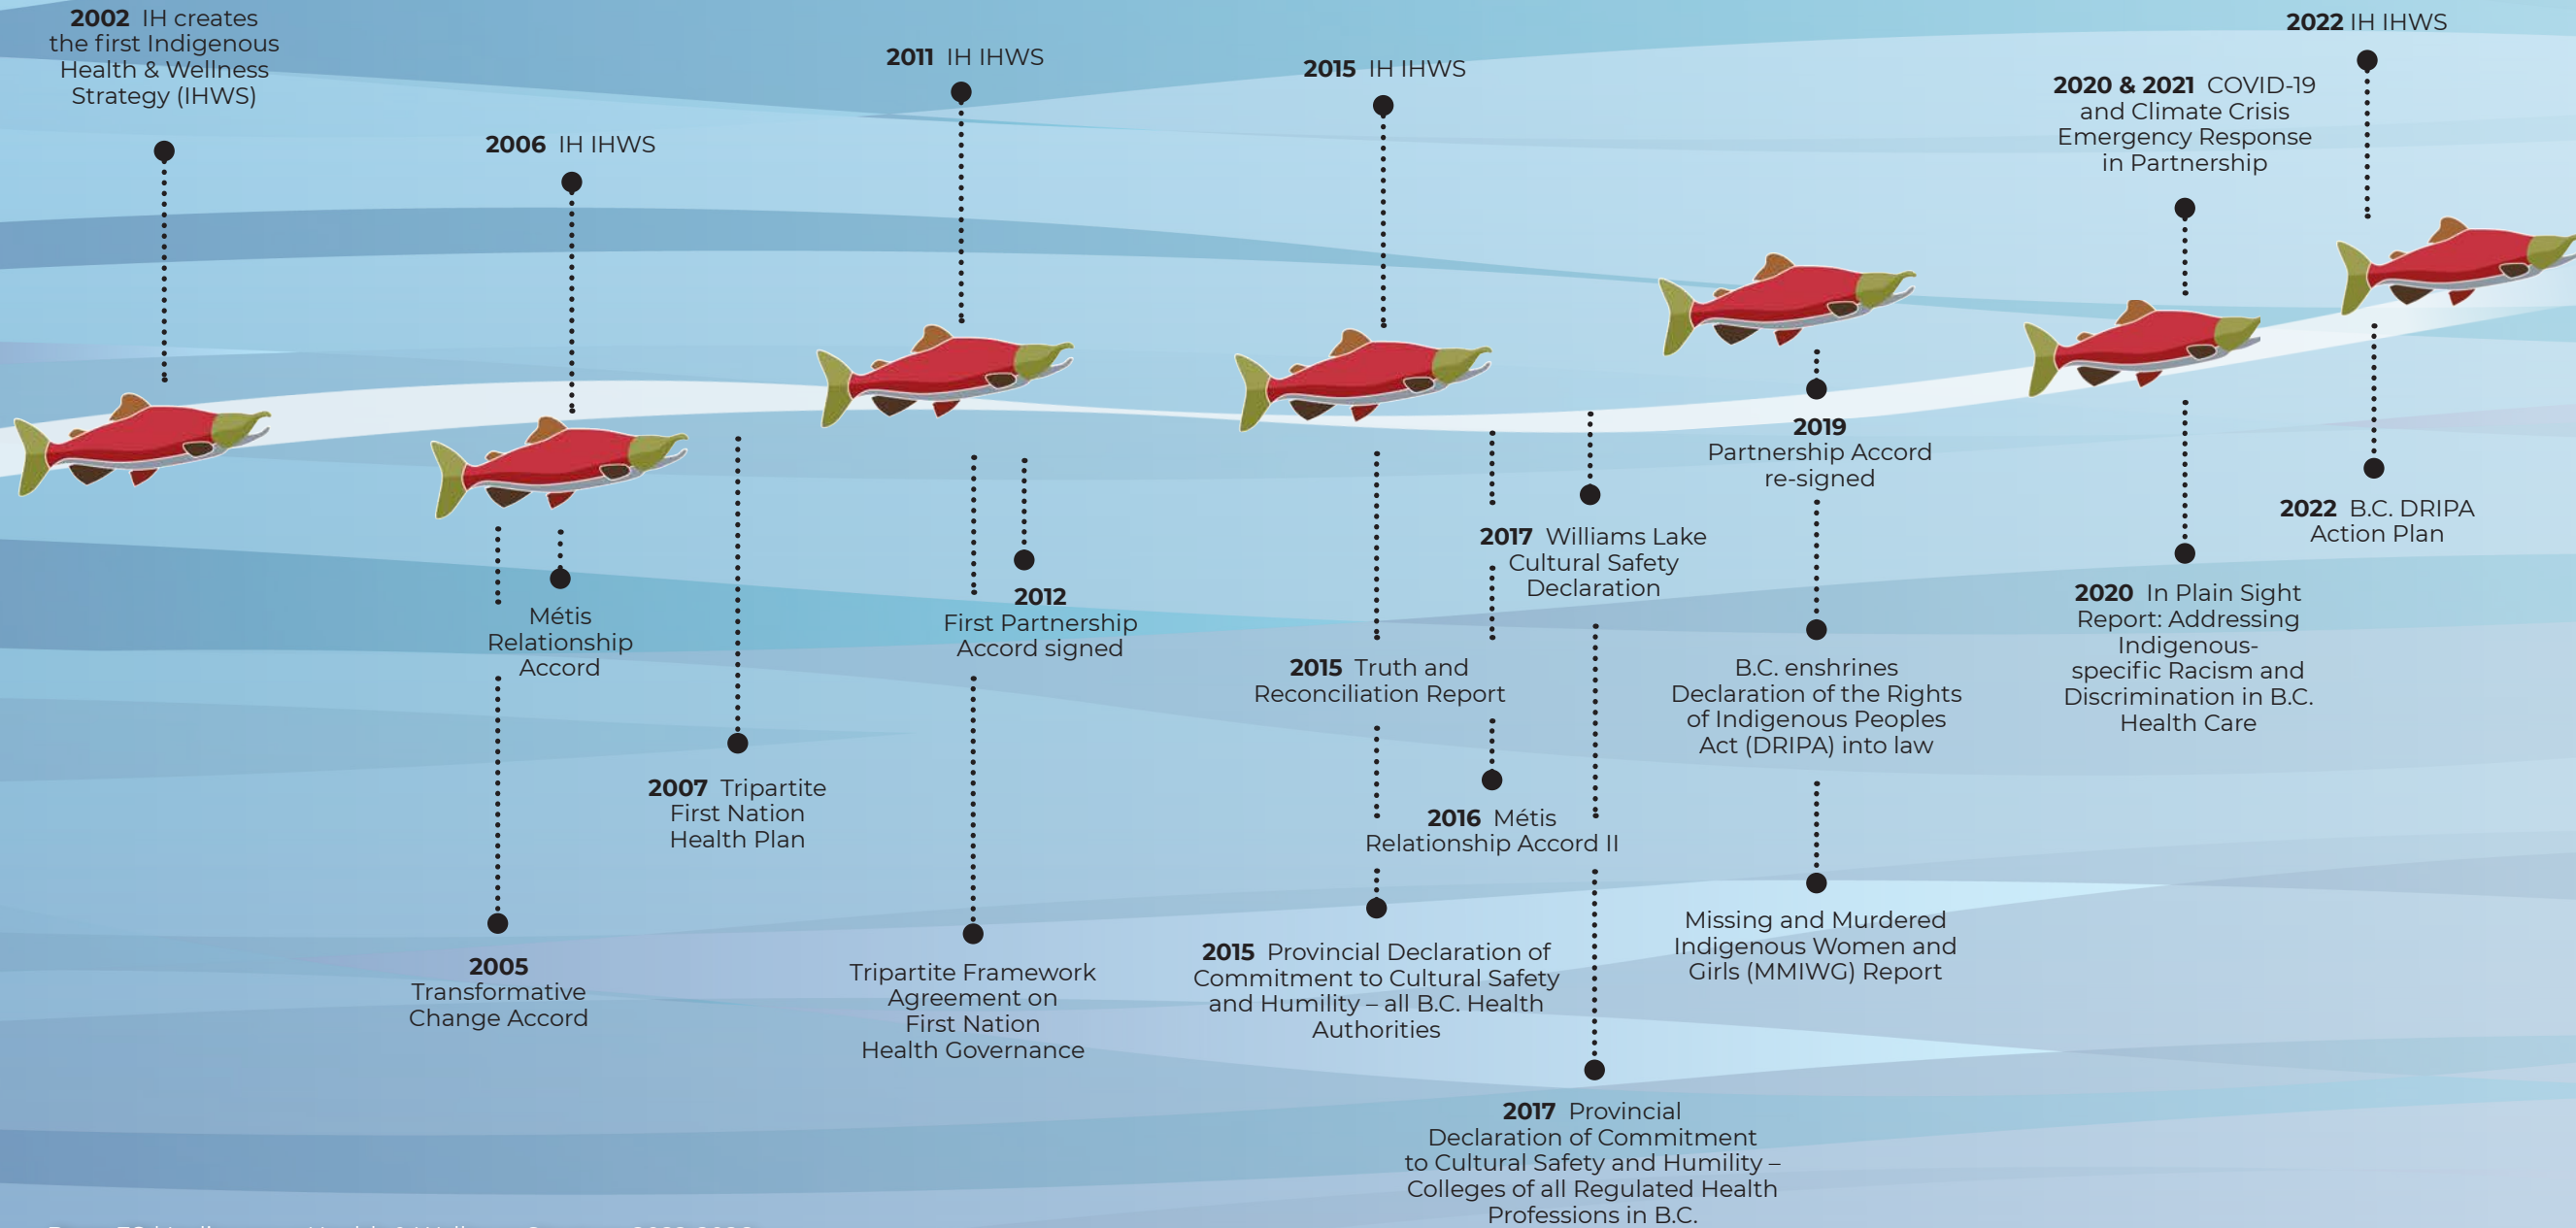 2002 IH creates
the first Indigenous
Health & Wellness
Strategy (IHWS)
2006 IH IHWS
2011 IH IHWS
2015 IH IHWS
2020 & 2021 COVID-19
and Climate Crisis
Emergency Response
in Partnership
2022 IH IHWS
Métis
Relationship
Accord
2005
Transformative
Change Accord
2007 Tripartite
First Nation
Health Plan
2012
First Partnership
Accord signed
Tripartite Framework
Agreement on
First Nation
Health Governance
2015 Truth and
Reconciliation Report
2015 Provincial Declaration of
Commitment to Cultural Safety
and Humility – all B.C. Health
Authorities
2016 Métis
Relationship Accord II
2017 Williams Lake
Cultural Safety
Declaration
2017 Provincial
Declaration of Commitment
to Cultural Safety and Humility –
Colleges of all Regulated Health
Professions in B.C.
2019
Partnership Accord
re-signed
B.C. enshrines
Declaration of the Rights
of Indigenous Peoples
Act (DRIPA) into law
Missing and Murdered
Indigenous Women and
Girls (MMIWG) Report
2020 In Plain Sight
Report: Addressing
Indigenous-
specific Racism and
Discrimination in B.C.
Health Care
2022 B.C. DRIPA
Action Plan